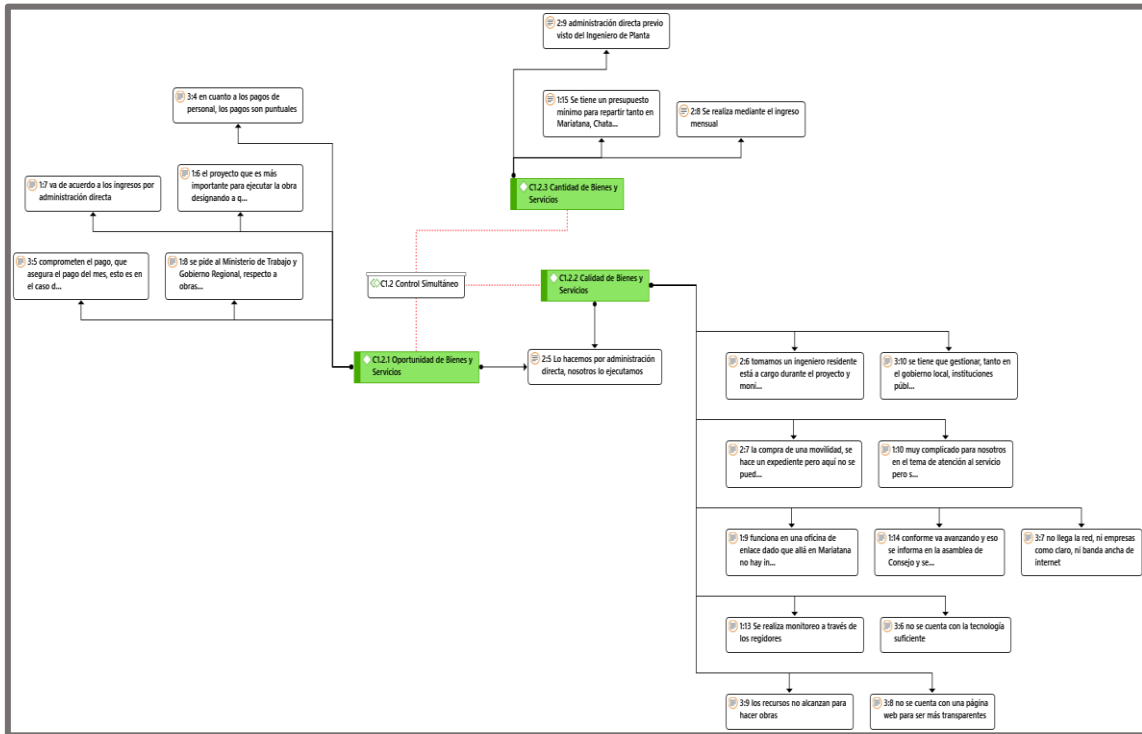 2:9 administración directa previo
visto del Ingeniero de Planta
3:4 en cuanto a los pagos de
personal, los pagos son puntuales
1:15 Se tiene un presupuesto
mínimo para repartir tanto en
Mariatana, Chata...
2:8 Se realiza mediante el ingreso
mensual
1:7 va de acuerdo a los ingresos por
administración directa
1:6 el proyecto que es más
importante para ejecutar la obra
designando a q...
C1.2.3 Cantidad de Bienes y
Servicios
3:5 comprometen el pago, que
asegura el pago del mes, esto es en
el caso d...
1:8 se pide al Ministerio de Trabajo y
Gobierno Regional, respecto a
obras...
C1.2 Control Simultáneo
C1.2.2 Calidad de Bienes y
Servicios
C1.2.1 Oportunidad de Bienes y
Servicios
2:5 Lo hacemos por administración
directa, nosotros lo ejecutamos
2:6 tomamos un ingeniero residente
está a cargo durante el proyecto y
moni...
3:10 se tiene que gestionar, tanto en
el gobierno local, instituciones
públ...
2:7 la compra de una movilidad, se
hace un expediente pero aquí no se
pued...
1:10 muy complicado para nosotros
en el tema de atención al servicio
pero s...
1:9 funciona en una oficina de
enlace dado que allá en Mariatana
no hay in...
1:14 conforme va avanzando y eso
se informa en la asamblea de
Consejo y se...
3:7 no llega la red, ni empresas
como claro, ni banda ancha de
internet
1:13 Se realiza monitoreo a través de
los regidores
3:6 no se cuenta con la tecnología
suficiente
3:9 los recursos no alcanzan para
hacer obras
3:8 no se cuenta con una página
web para ser más transparentes